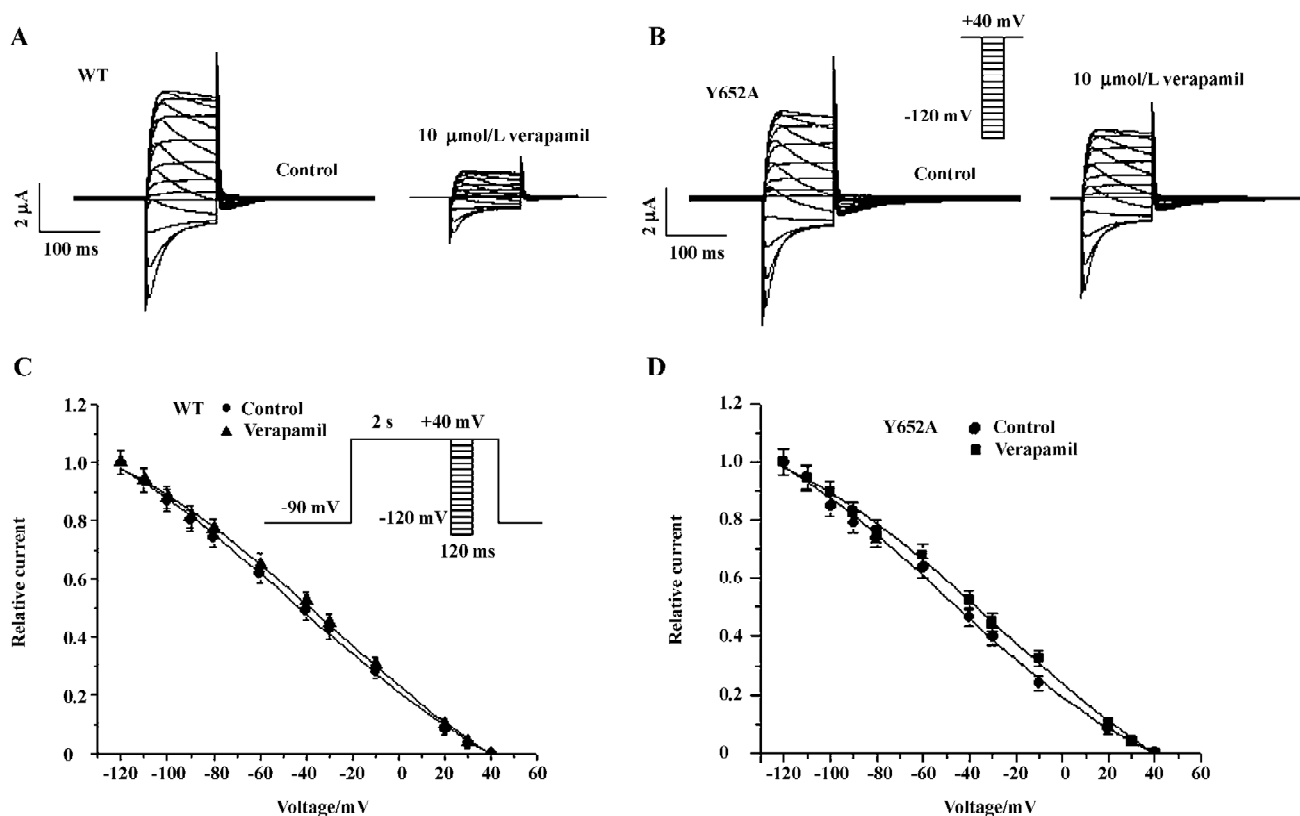 A
WT
Control
10 μmol/L verapamil
2 μA
100 ms
B
Y652A
Control
+40 mV
-120 mV
10 μmol/L verapamil
2 μA
100 ms
C
WT
Control
Verapamil
2 s
+40 mV
-90 mV
-120 mV
120 ms
Relative current
1.2
1.0
0.8
0.6
0.4
0.2
0
-120 -100 -80 -60 -40 -20 0 20 40 60
Voltage/mV
D
Y652A
Control
Verapamil
Relative current
1.2
1.0
0.8
0.6
0.4
0.2
0
-120 -100 -80 -60 -40 -20 0 20 40 60
Voltage/mV